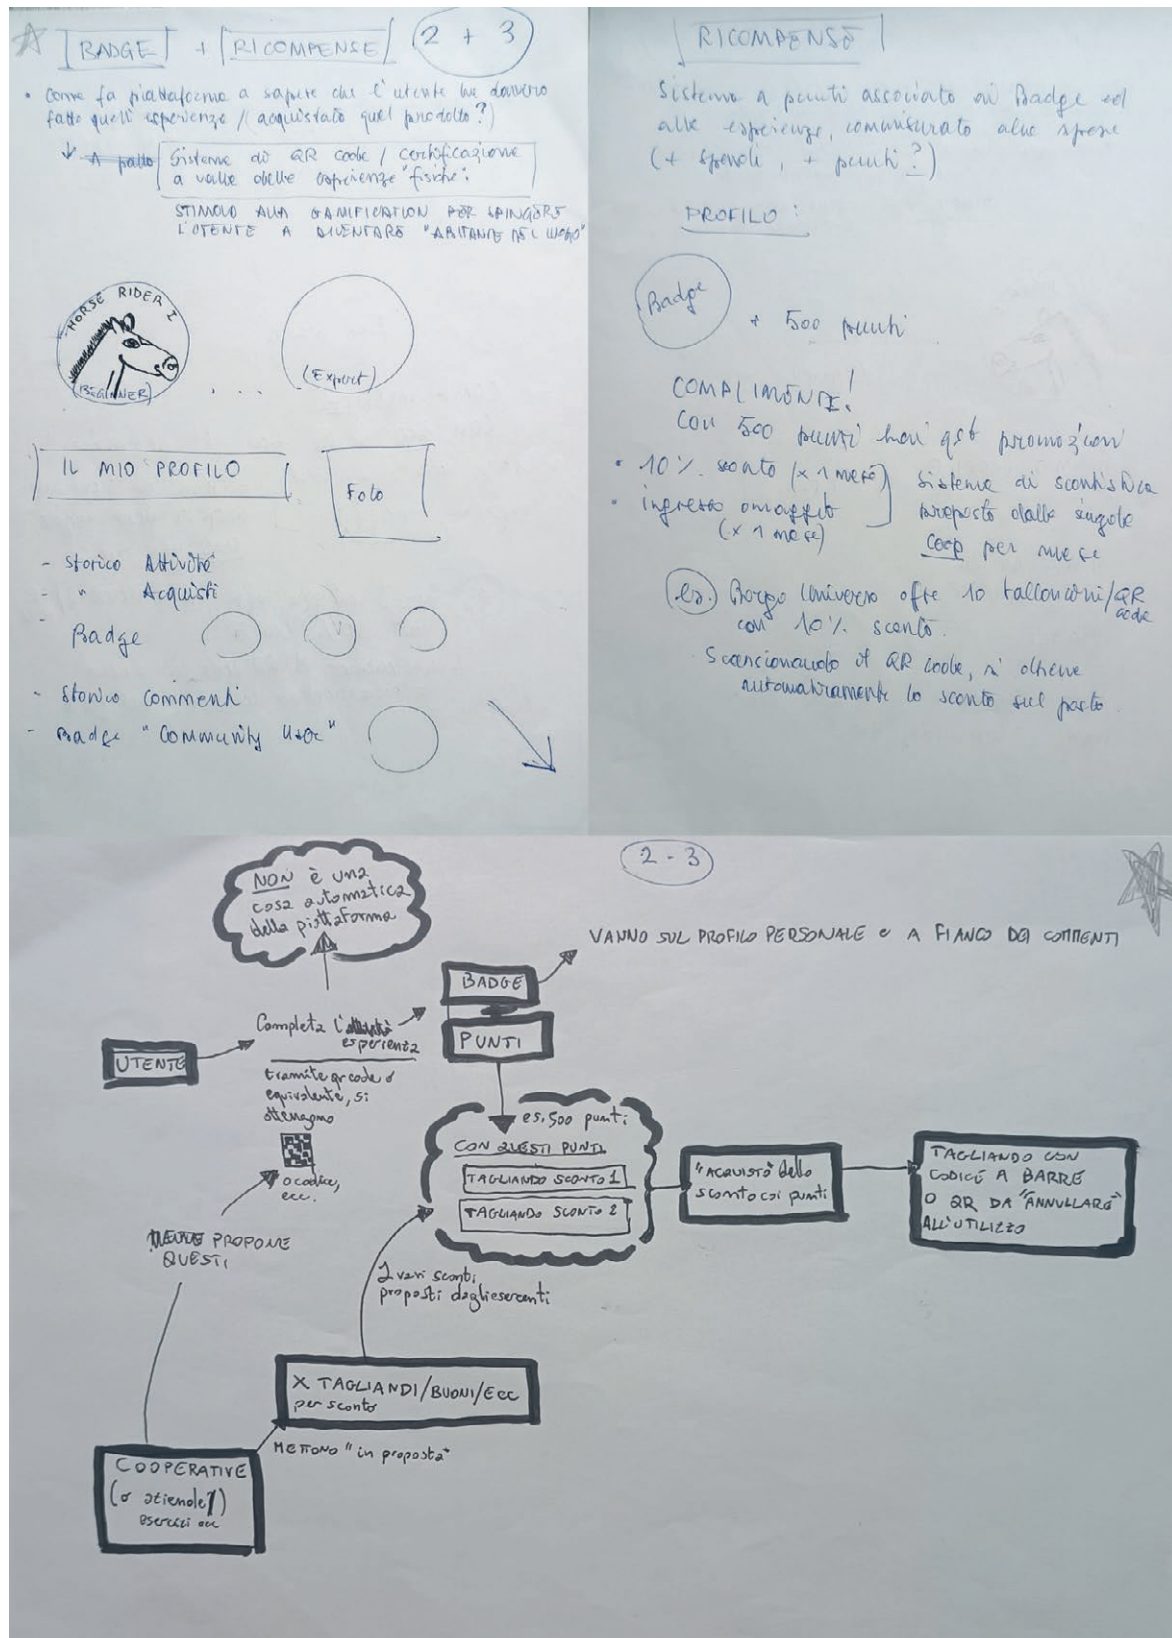 BADGE + RICOMPENSE 2 + 3
• Come fa piattaforma a sapere che l'utente ha davvero
fatto quell'esperienza / (acquistato quel prodotto?)
Sistema di QR code / certificazione
a valle delle esperienze "fisiche".
STIMOLO ALLA GAMIFICATION PER SPINGERE
L'UTENTE A DIVENTARE "ABITANTE DEL LUOGO"
HORSE RIDER I
(BEGINNER)
. . . .
(Expert)
IL MIO PROFILO
Foto
- Storico Attività
- " Acquisti
- Badge
- Storico Commenti
- Badge "Community User"
RICOMPENSE
Sistema a punti associato ai Badge ed
alle esperienze, commisurato alle spese
(+ spendi, + punti?)
PROFILO:
Badge
+ 500 punti
COMPLIMENTI!
Con 500 punti hai qst promozioni
• 10% sconto (x 1 mese)
• ingresso omaggio
(x 1 mese)
Sistema di scontistica
proposto dalle singole
coop per mese
(es.) Borgo Universo offre 10 talloncini/QR
code
con 10% sconto.
Scansionando il QR code, si ottiene
automaticamente lo sconto sul pasto.
2 - 3
NON è una
cosa automatica
della piattaforma
VANNO SUL PROFILO PERSONALE e A FIANCO DEI COMMENTI
BADGE
PUNTI
UTENTE
Completa l'
esperienza
tramite qrcode o
equivalente, si
ottengono
o codice,
ecc.
PROPONE
QUESTI
es. 500 punti
CON QUESTI PUNTI
TAGLIANDO SCONTO 1
TAGLIANDO SCONTO 2
"ACQUISTO" dello
sconto coi punti
TAGLIANDO CON
CODICE A BARRE
O QR DA "ANNULLARE"
ALL'UTILIZZO
I vari sconti
proposti dagli esercenti
X TAGLIANDI/BUONI/Ecc
per sconto
METTONO "in proposta"
COOPERATIVE
(o aziende/)
esercizi ecc